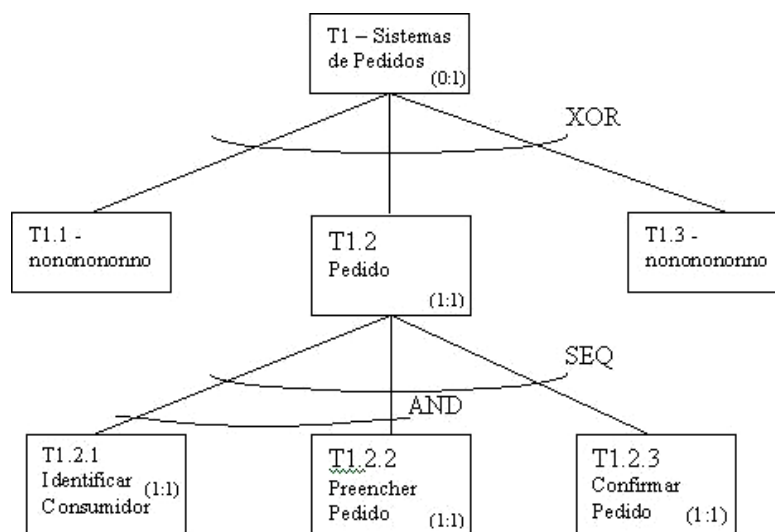 T1 – Sistemas
de Pedidos
(0:1)
XOR
T1.1 -
nonononono
T1.2
Pedido
(1:1)
T1.3 -
nonononono
SEQ
AND
T1.2.1
Identificar
Consumidor
(1:1)
T1.2.2
Preencher
Pedido
(1:1)
T1.2.3
Confirmar
Pedido
(1:1)